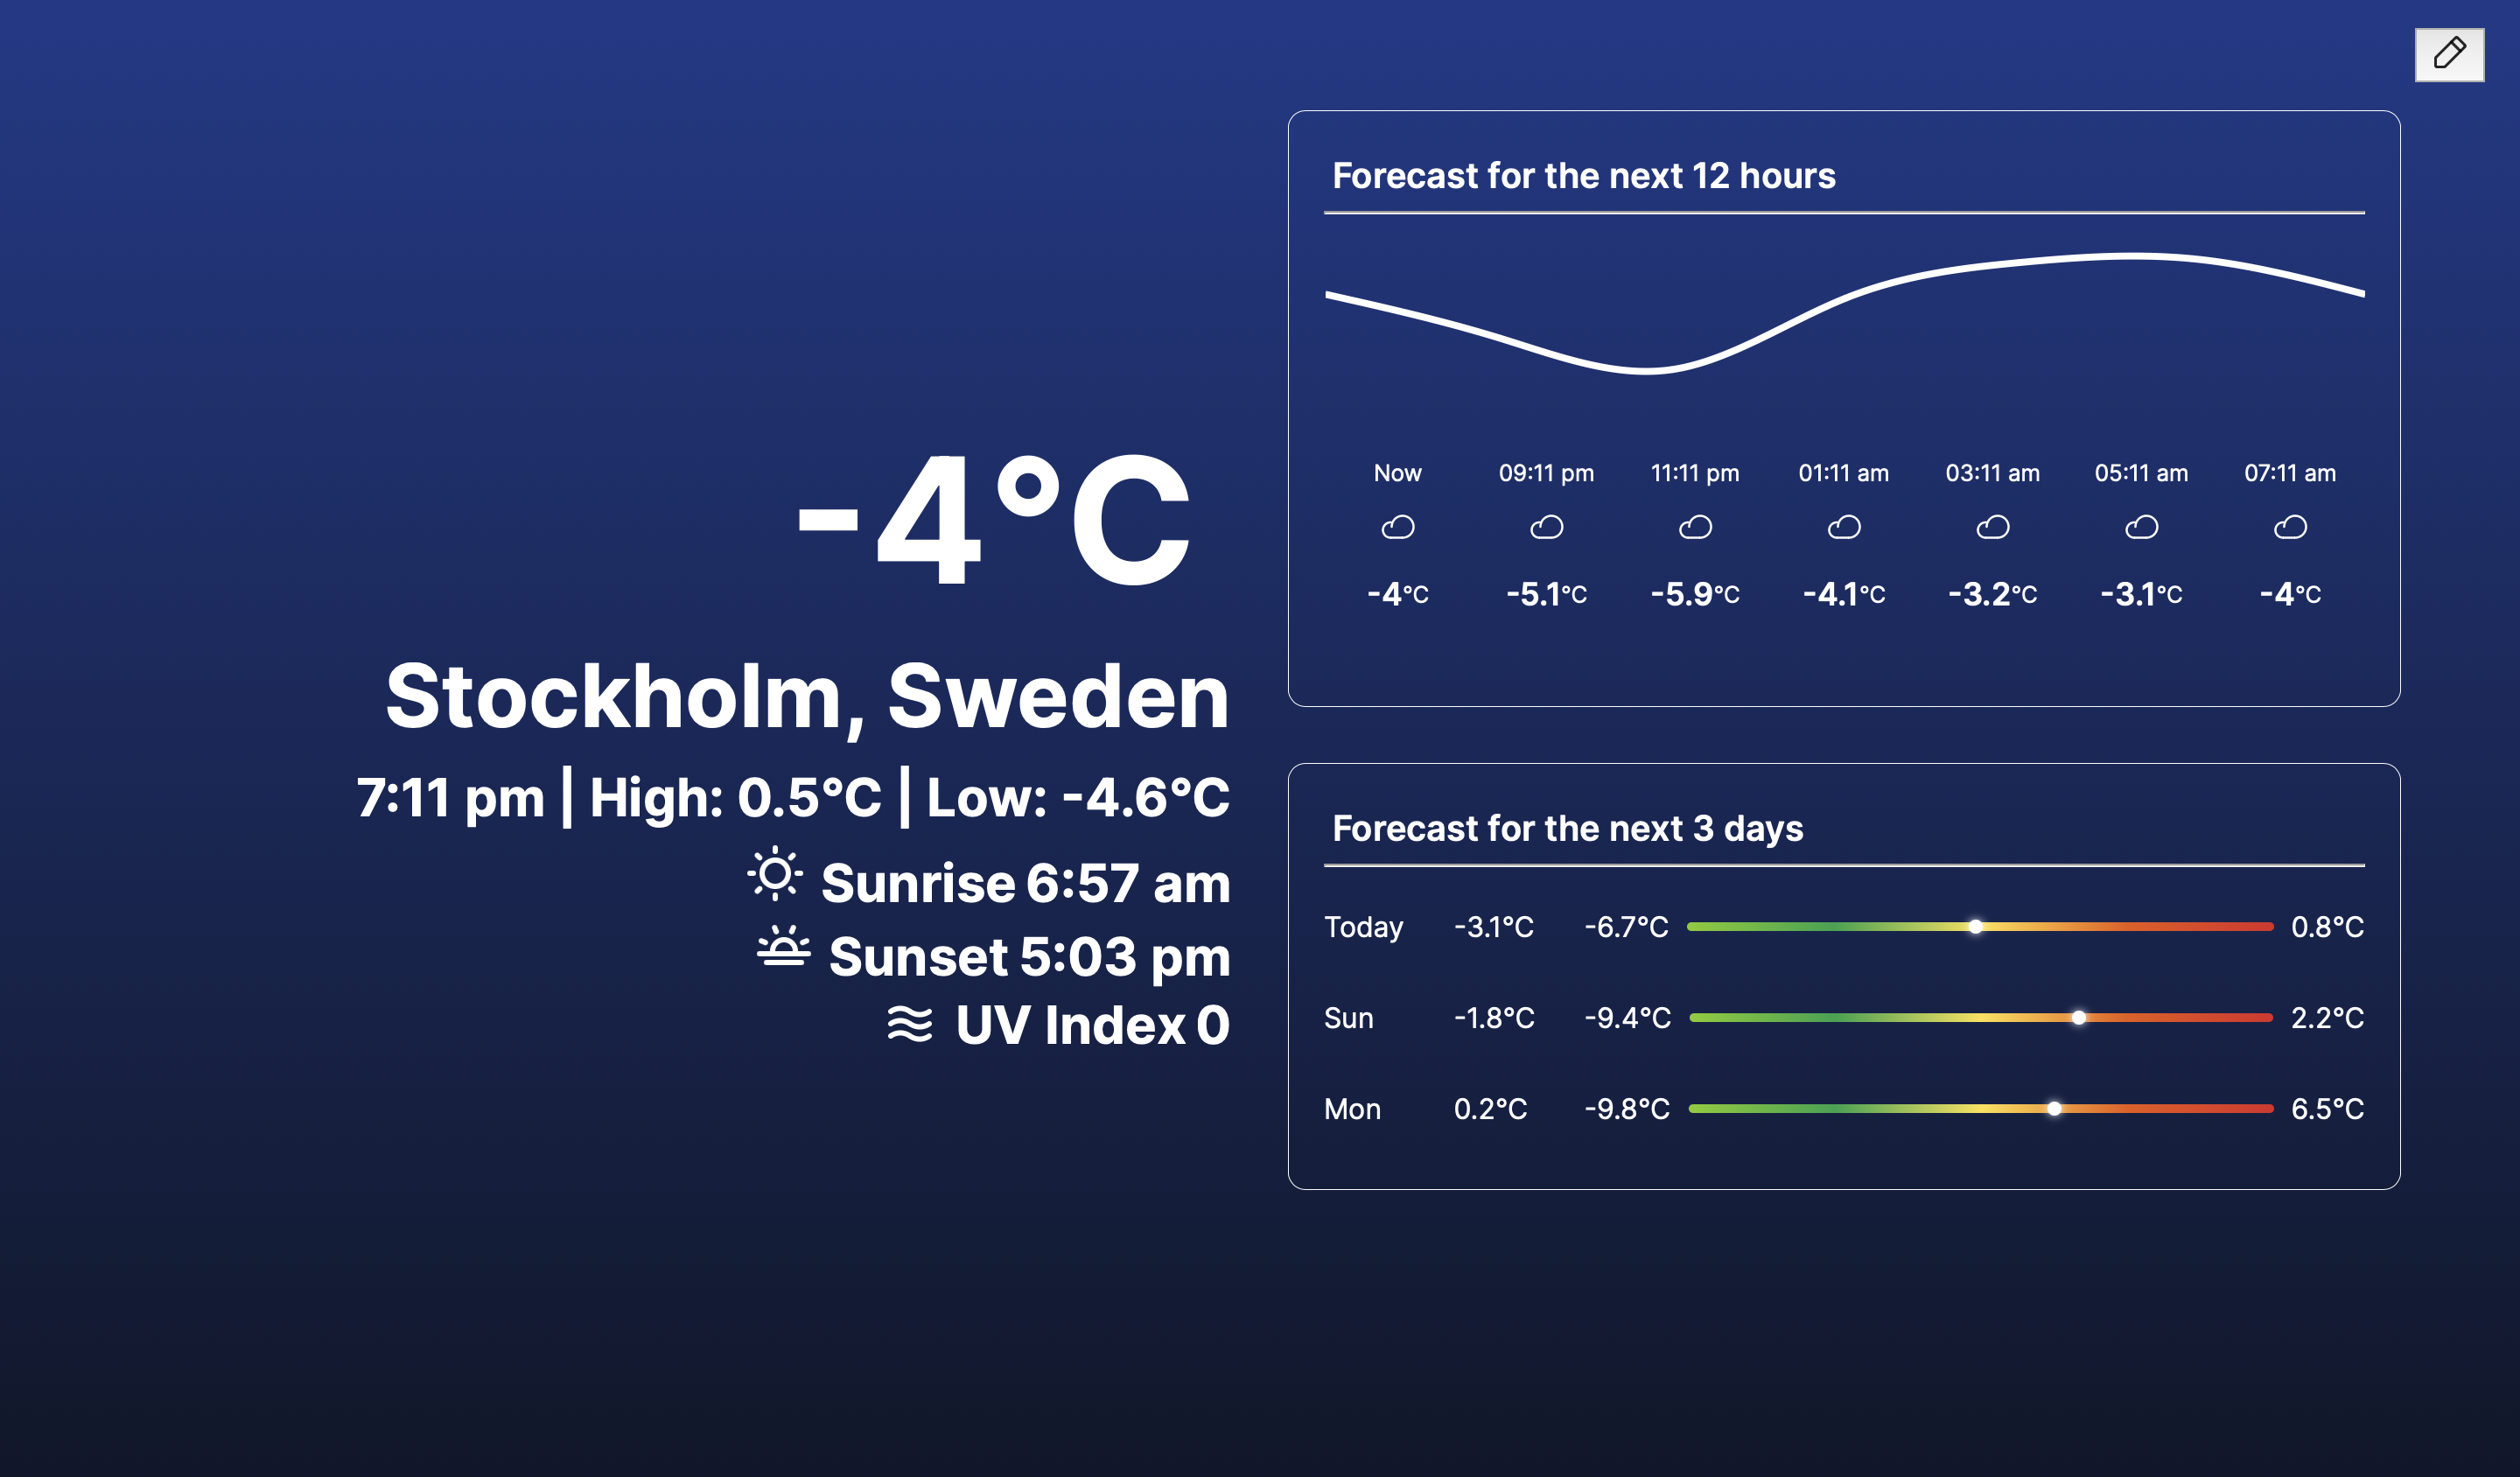 -4°C
Stockholm, Sweden
7:11 pm | High: 0.5°C | Low: -4.6°C
Sunrise 6:57 am
Sunset 5:03 pm
UV Index 0
Forecast for the next 12 hours
Now 09:11 pm 11:11 pm 01:11 am 03:11 am 05:11 am 07:11 am
-4°C -5.1°C -5.9°C -4.1°C -3.2°C -3.1°C -4°C
Forecast for the next 3 days
Today -3.1°C -6.7°C 0.8°C
Sun -1.8°C -9.4°C 2.2°C
Mon 0.2°C -9.8°C 6.5°C